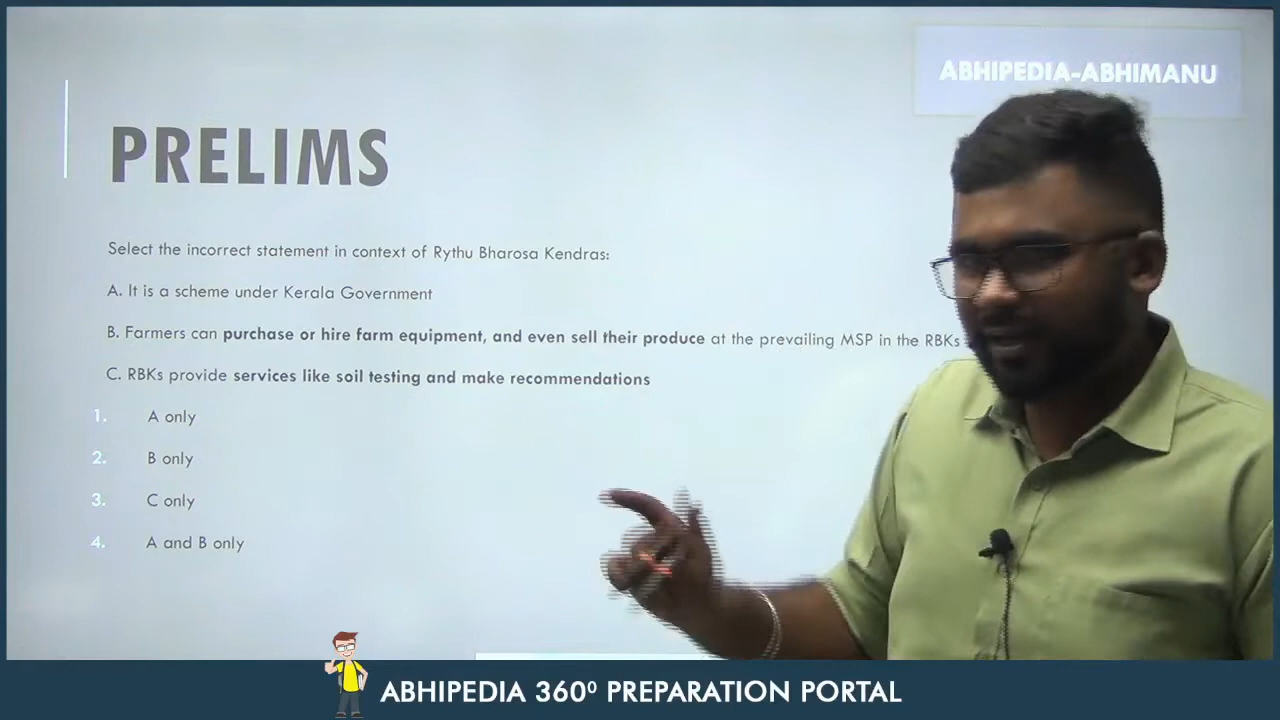 ABHIPEDIA-ABHIMANU
PRELIMS
Select the incorrect statement in context of Rythu Bharosa Kendras:
A. It is a scheme under Kerala Government
B. Farmers can purchase or hire farm equipment, and even sell their produce at the prevailing MSP in the RBKs
C. RBKs provide services like soil testing and make recommendations
1. A only
2. B only
3. C only
4. A and B only
ABHIPEDIA 360⁰ PREPARATION PORTAL